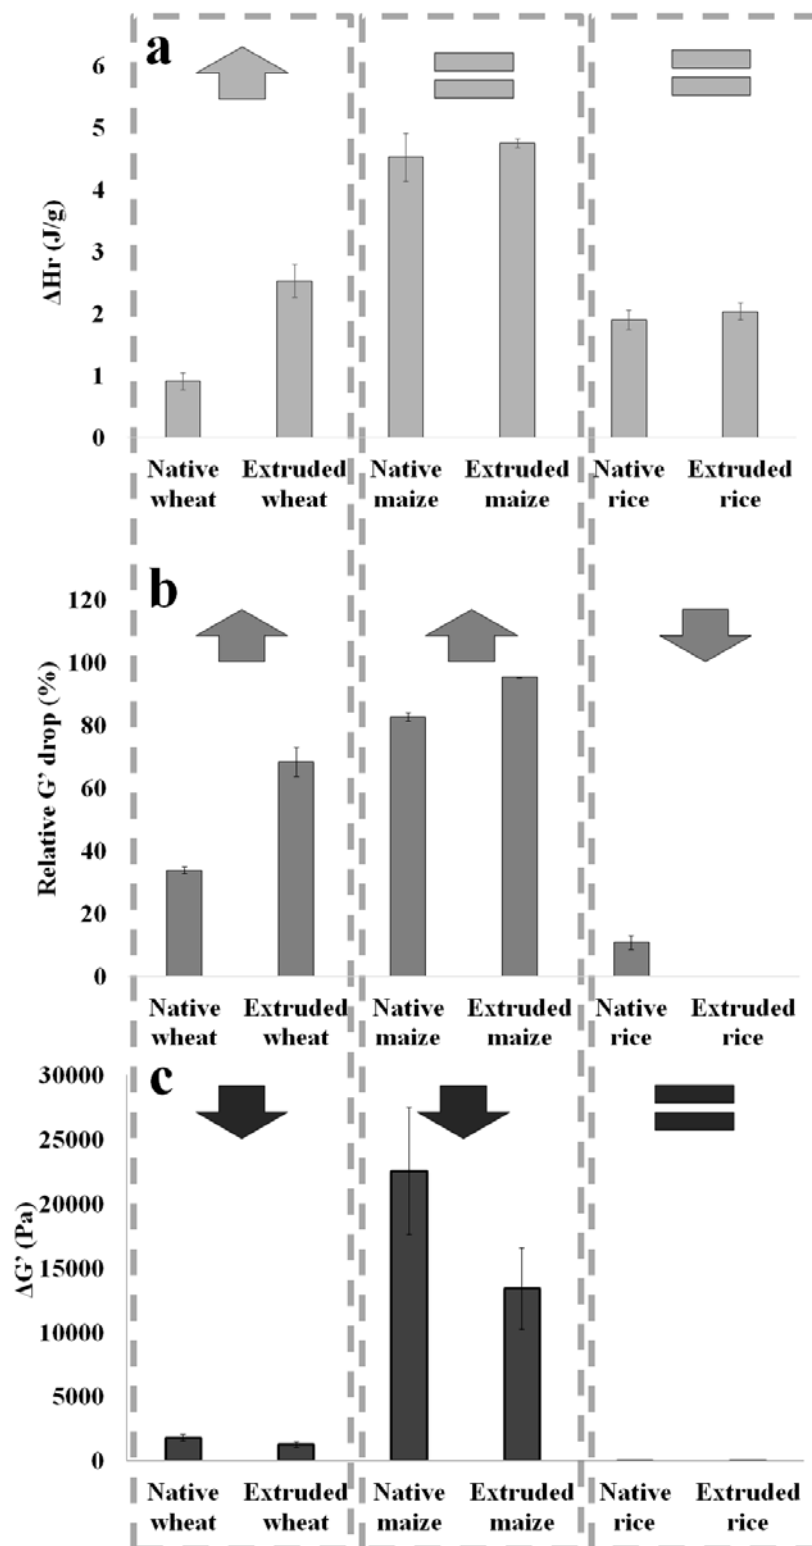 a
6
5
4
3
2
1
0
ΔHr (J/g)
Native Extruded Native Extruded Native Extruded
wheat wheat maize maize rice rice
b
120
100
80
60
40
20
0
Relative G’ drop (%)
Native Extruded Native Extruded Native Extruded
wheat wheat maize maize rice rice
c
30000
25000
20000
15000
10000
5000
0
ΔG’ (Pa)
Native Extruded Native Extruded Native Extruded
wheat wheat maize maize rice rice